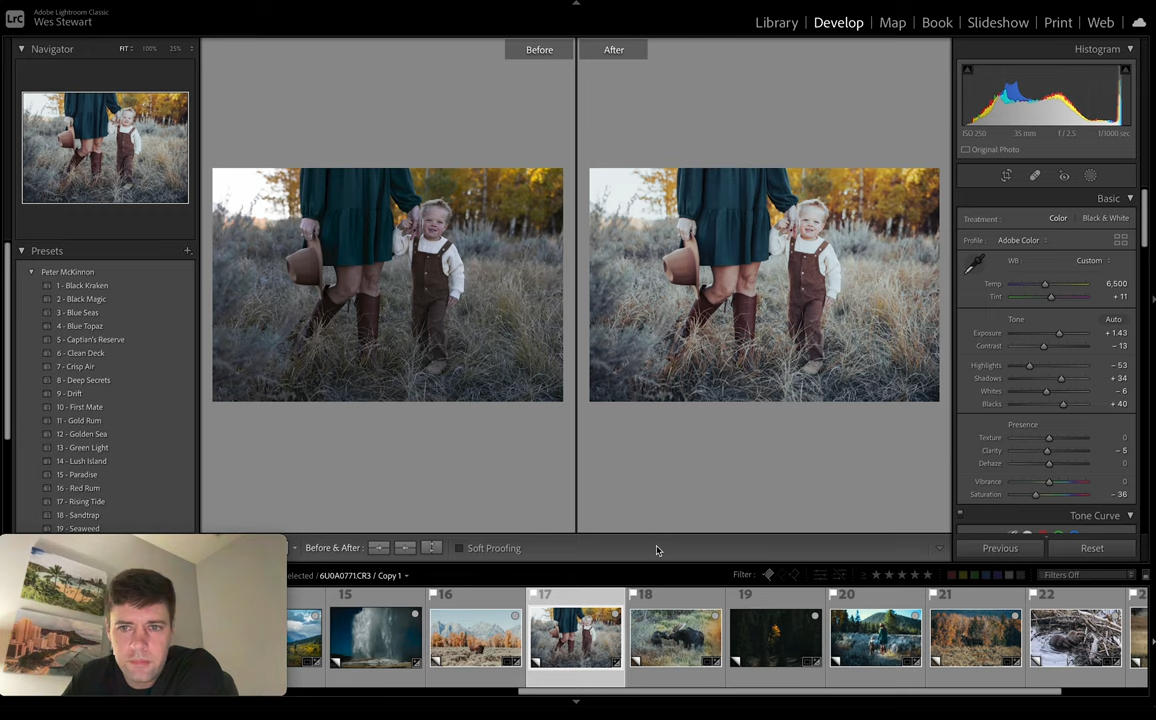 LrC
Adobe Lightroom Classic
Wes Stewart
Library | Develop | Map | Book | Slideshow | Print | Web
Navigator FIT 100% 25%
Before
After
Histogram
ISO 250 35 mm f / 2.5 1/1000 sec
Original Photo
Basic
Treatment : Color Black & White
Profile : Adobe Color
WB : Custom
Temp 6,500
Tint + 11
Tone Auto
Exposure + 1.43
Contrast – 13
Highlights – 53
Shadows + 34
Whites – 6
Blacks + 40
Presence
Texture 0
Clarity – 5
Dehaze 0
Vibrance 0
Saturation – 36
Tone Curve
Previous Reset
Presets +
Peter McKinnon
1 - Black Kraken
2 - Black Magic
3 - Blue Seas
4 - Blue Topaz
5 - Captian's Reserve
6 - Clean Deck
7 - Crisp Air
8 - Deep Secrets
9 - Drift
10 - First Mate
11 - Gold Rum
12 - Golden Sea
13 - Green Light
14 - Lush Island
15 - Paradise
16 - Red Rum
17 - Rising Tide
18 - Sandtrap
19 - Seaweed
Before & After : Soft Proofing
selected / 6U0A0771.CR3 / Copy 1
Filter : Filters Off
15 16 17 18 19 20 21 22